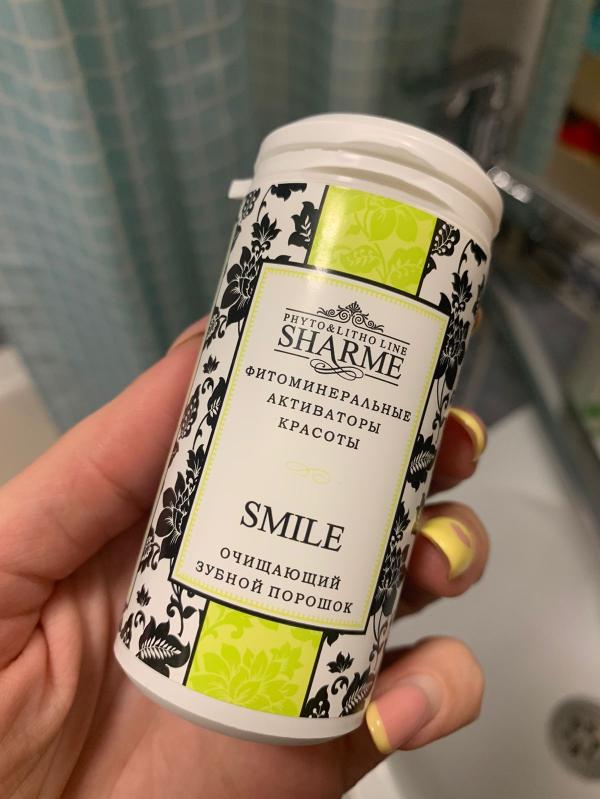 PHYTO & LITHO LINE
SHARME
ФИТОМИНЕРАЛЬНЫЕ
АКТИВАТОРЫ
КРАСОТЫ
SMILE
ОЧИЩАЮЩИЙ
ЗУБНОЙ ПОРОШОК